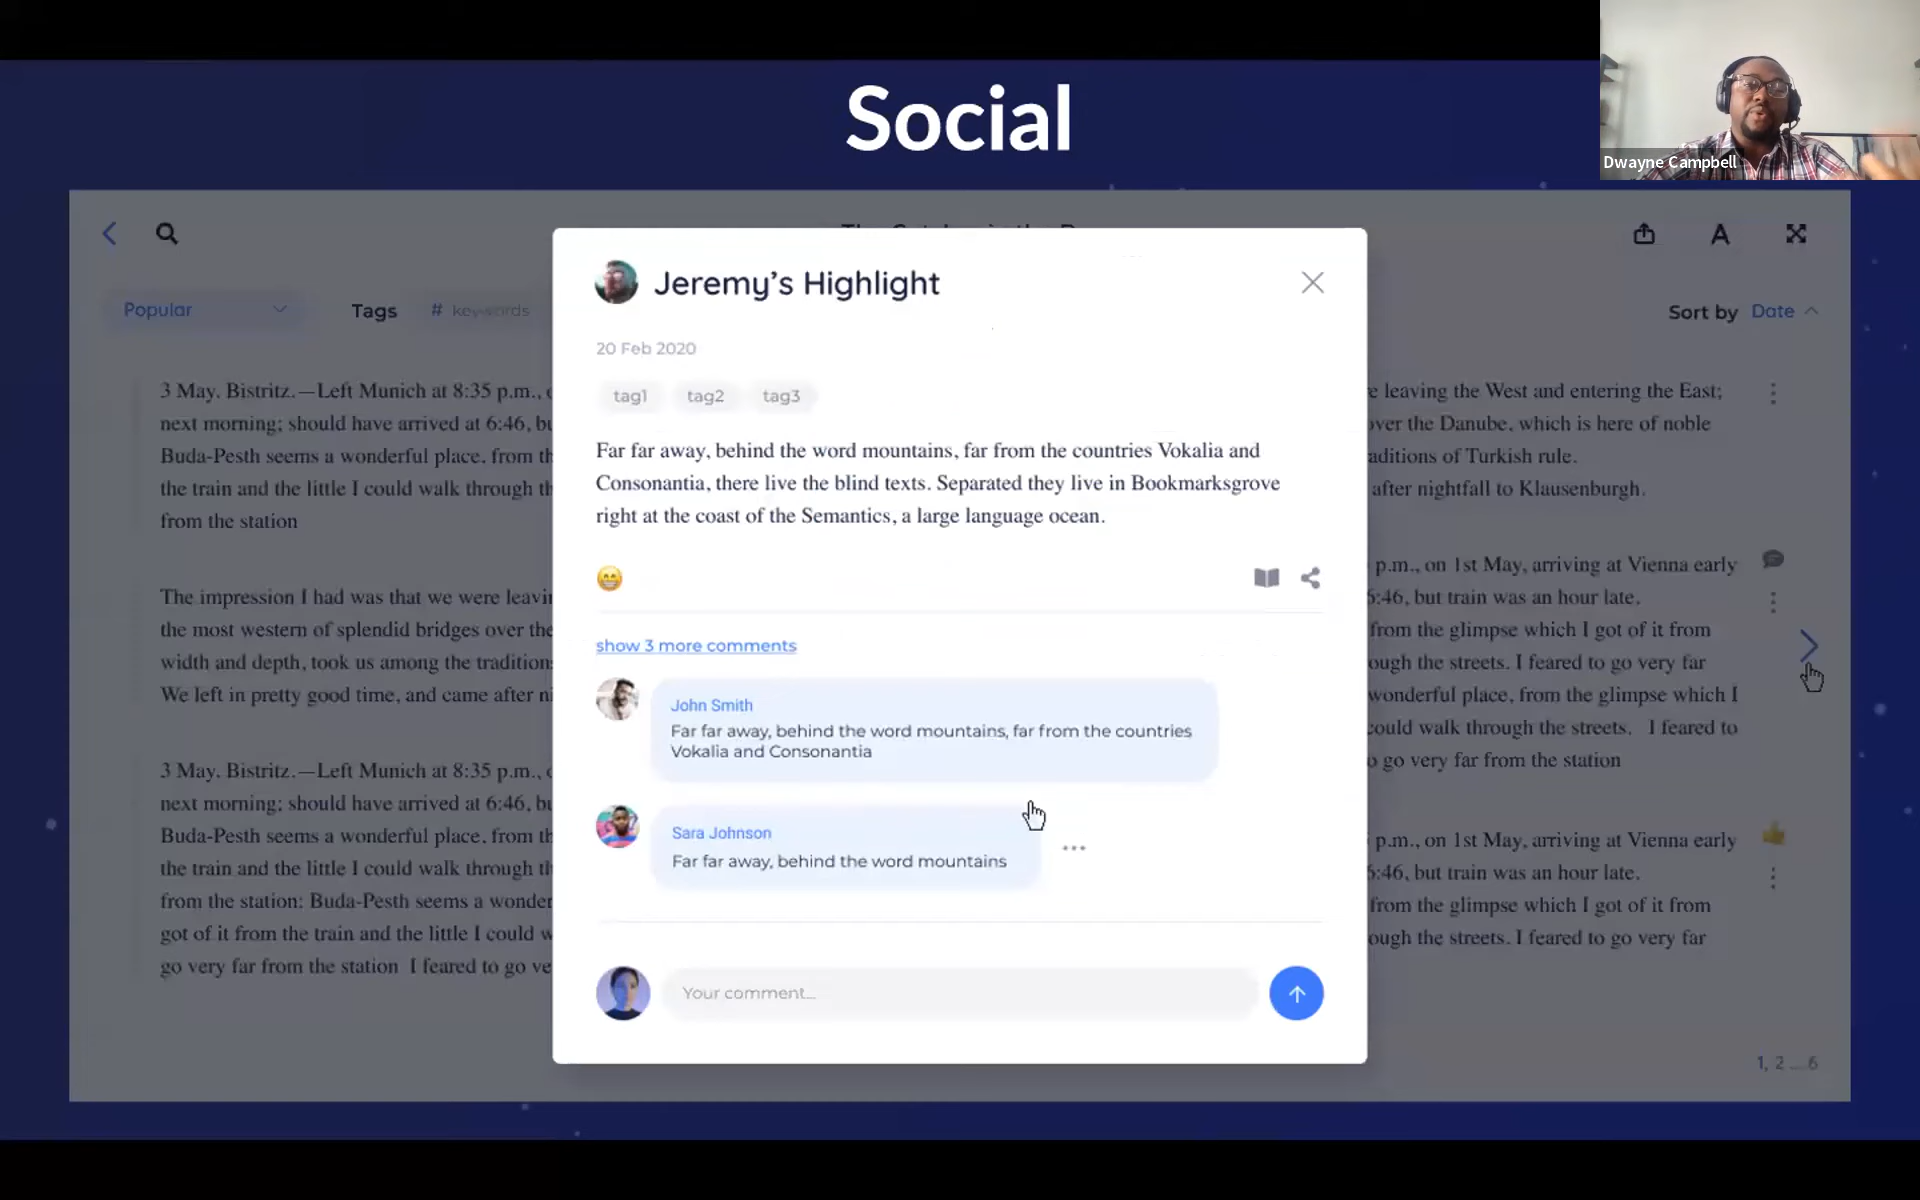 Social
Dwayne Campbell
Popular
Tags
# keywords
Sort by Date
3 May. Bistritz.—Left Munich at 8:35 p.m.,
next morning; should have arrived at 6:46,
Buda-Pesth seems a wonderful place. from
the train and the little I could walk through
from the station
The impression I had was that we were
the most western of splendid bridges over the
width and depth, took us among the
We left in pretty good time, and came after
3 May. Bistritz.—Left Munich at 8:35 p.m.,
next morning; should have arrived at 6:46,
Buda-Pesth seems a wonderful place. from
the train and the little I could walk through
from the station: Buda-Pesth seems a
got of it from the train and the little I could
go very far from the station I feared to go
Jeremy’s Highlight
20 Feb 2020
tag1
tag2
tag3
Far far away, behind the word mountains, far from the countries Vokalia and
Consonantia, there live the blind texts. Separated they live in Bookmarksgrove
right at the coast of the Semantics, a large language ocean.
show 3 more comments
John Smith
Far far away, behind the word mountains, far from the countries
Vokalia and Consonantia
Sara Johnson
Far far away, behind the word mountains
Your comment...
leaving the West and entering the East;
over the Danube, which is here of noble
traditions of Turkish rule.
after nightfall to Klausenburgh.
p.m., on 1st May, arriving at Vienna early
6:46, but train was an hour late.
from the glimpse which I got of it from
through the streets. I feared to go very far
wonderful place, from the glimpse which I
could walk through the streets. I feared to
go very far from the station
p.m., on 1st May, arriving at Vienna early
6:46, but train was an hour late.
from the glimpse which I got of it from
through the streets. I feared to go very far
1, 2 ... 6